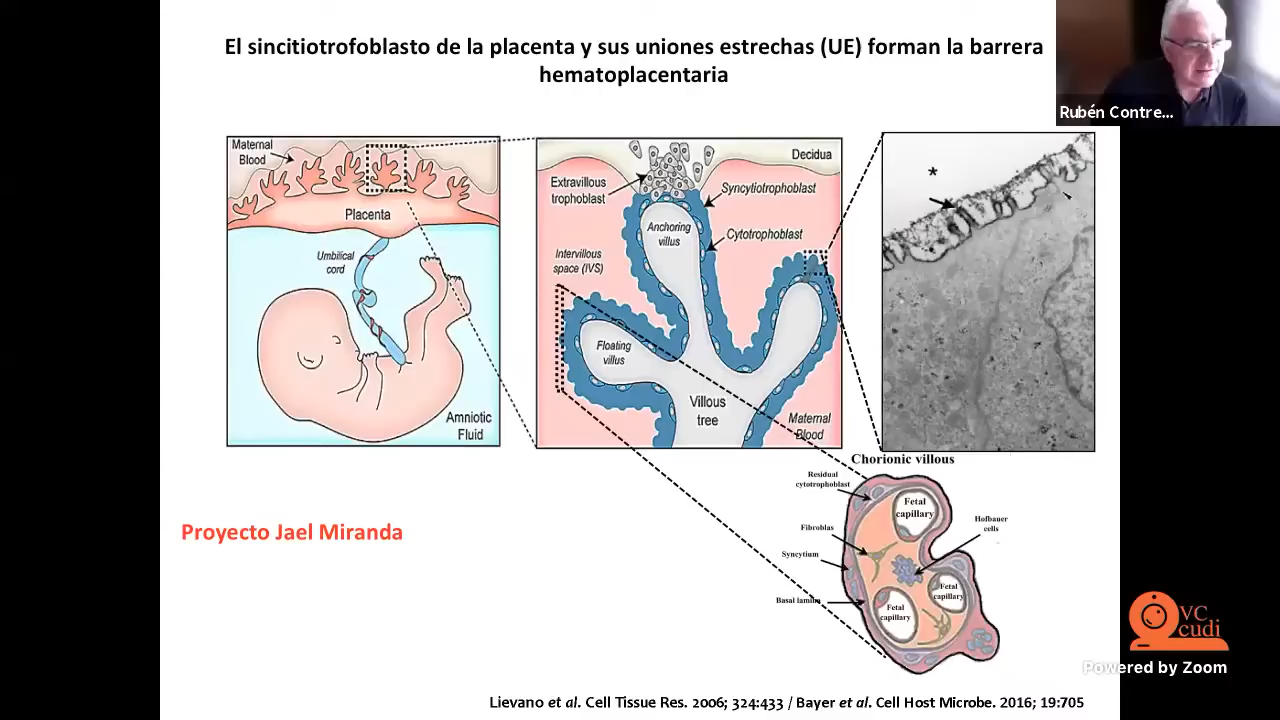 El sincitiotrofoblasto de la placenta y sus uniones estrechas (UE) forman la barrera
hematoplacentaria
Rubén Contre...
Maternal
Blood
Placenta
Umbilical
cord
Amniotic
Fluid
Decidua
Extravillous
trophoblast
Syncytiotrophoblast
Anchoring
villus
Cytotrophoblast
Intervillous
space (IVS)
Floating
villus
Villous
tree
Maternal
Blood
*
Chorionic villous
Residual
cytotrophoblast
Fetal
capillary
Hofbauer
cells
Fibroblas
Syncytium
Fetal
capillary
Basal lamina
Fetal
capillary
Proyecto Jael Miranda
VC
cudi
Powered by Zoom
Lievano et al. Cell Tissue Res. 2006; 324:433 / Bayer et al. Cell Host Microbe. 2016; 19:705